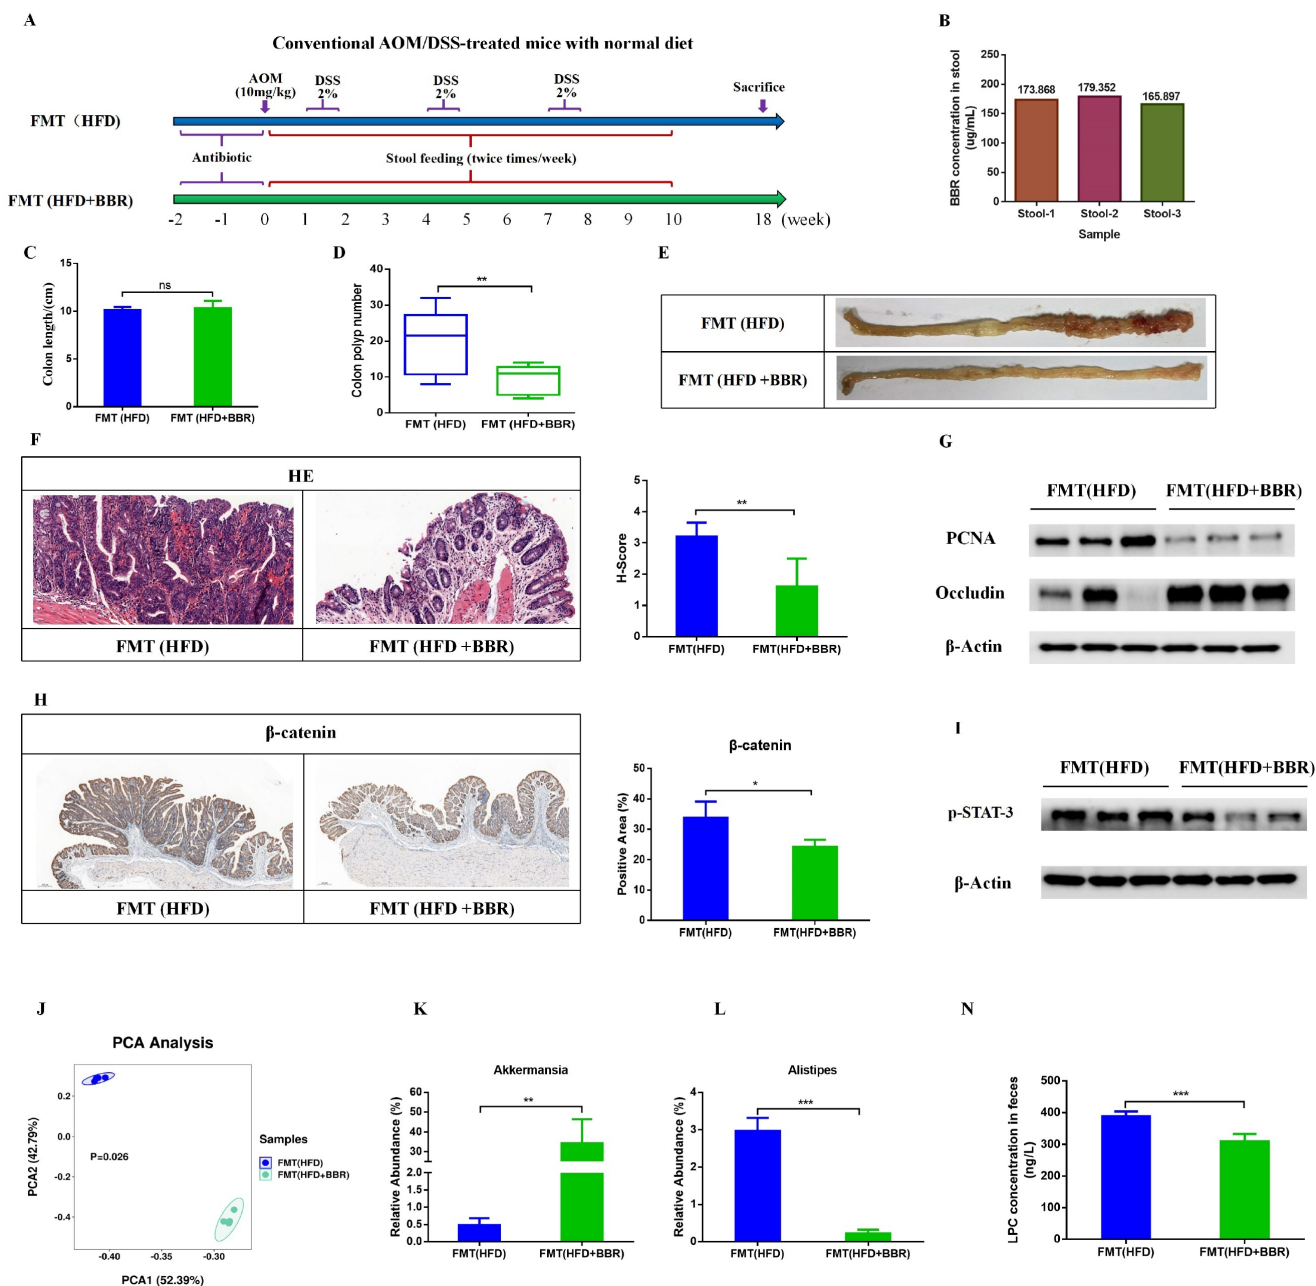 A
Conventional AOM/DSS-treated mice with normal diet
AOM
(10mg/kg)
DSS
2%
DSS
2%
DSS
2%
Sacrifice
FMT（HFD)
Antibiotic
Stool feeding (twice times/week)
FMT (HFD+BBR)
-2 -1 0 1 2 3 4 5 6 7 8 9 10 18 (week)
B
BBR concentration in stool
(ug/mL)
250
200
150
100
50
0
173.868
179.352
165.897
Stool-1 Stool-2 Stool-3
Sample
C
Colon length/(cm)
15
10
5
0
ns
FMT (HFD) FMT (HFD+BBR)
D
Colon polyp number
40
30
20
10
0
**
FMT (HFD) FMT (HFD+BBR)
E
FMT (HFD)
FMT (HFD +BBR)
F
HE
FMT (HFD) FMT (HFD +BBR)
H-Score
5
4
3
2
1
0
**
FMT(HFD) FMT(HFD+BBR)
G
FMT(HFD) FMT(HFD+BBR)
PCNA
Occludin
β-Actin
H
β-catenin
FMT (HFD) FMT (HFD +BBR)
β-catenin
Positive Area (%)
50
40
30
20
10
0
*
FMT(HFD) FMT(HFD+BBR)
I
FMT(HFD) FMT(HFD+BBR)
p-STAT-3
β-Actin
J
PCA Analysis
PCA2 (42.79%)
0.2
0.0
-0.2
-0.4
P=0.026
-0.40 -0.35 -0.30
PCA1 (52.39%)
Samples
FMT(HFD)
FMT(HFD+BBR)
K
Akkermansia
Relative Abundance (%)
60
50
40
30
2.0
1.5
1.0
0.5
0.0
**
FMT(HFD) FMT(HFD+BBR)
L
Alistipes
Relative Abundance (%)
4
3
2
1
0
***
FMT(HFD) FMT(HFD+BBR)
N
LPC concentration in feces
(ng/L)
500
400
300
200
100
0
***
FMT(HFD) FMT(HFD+BBR)